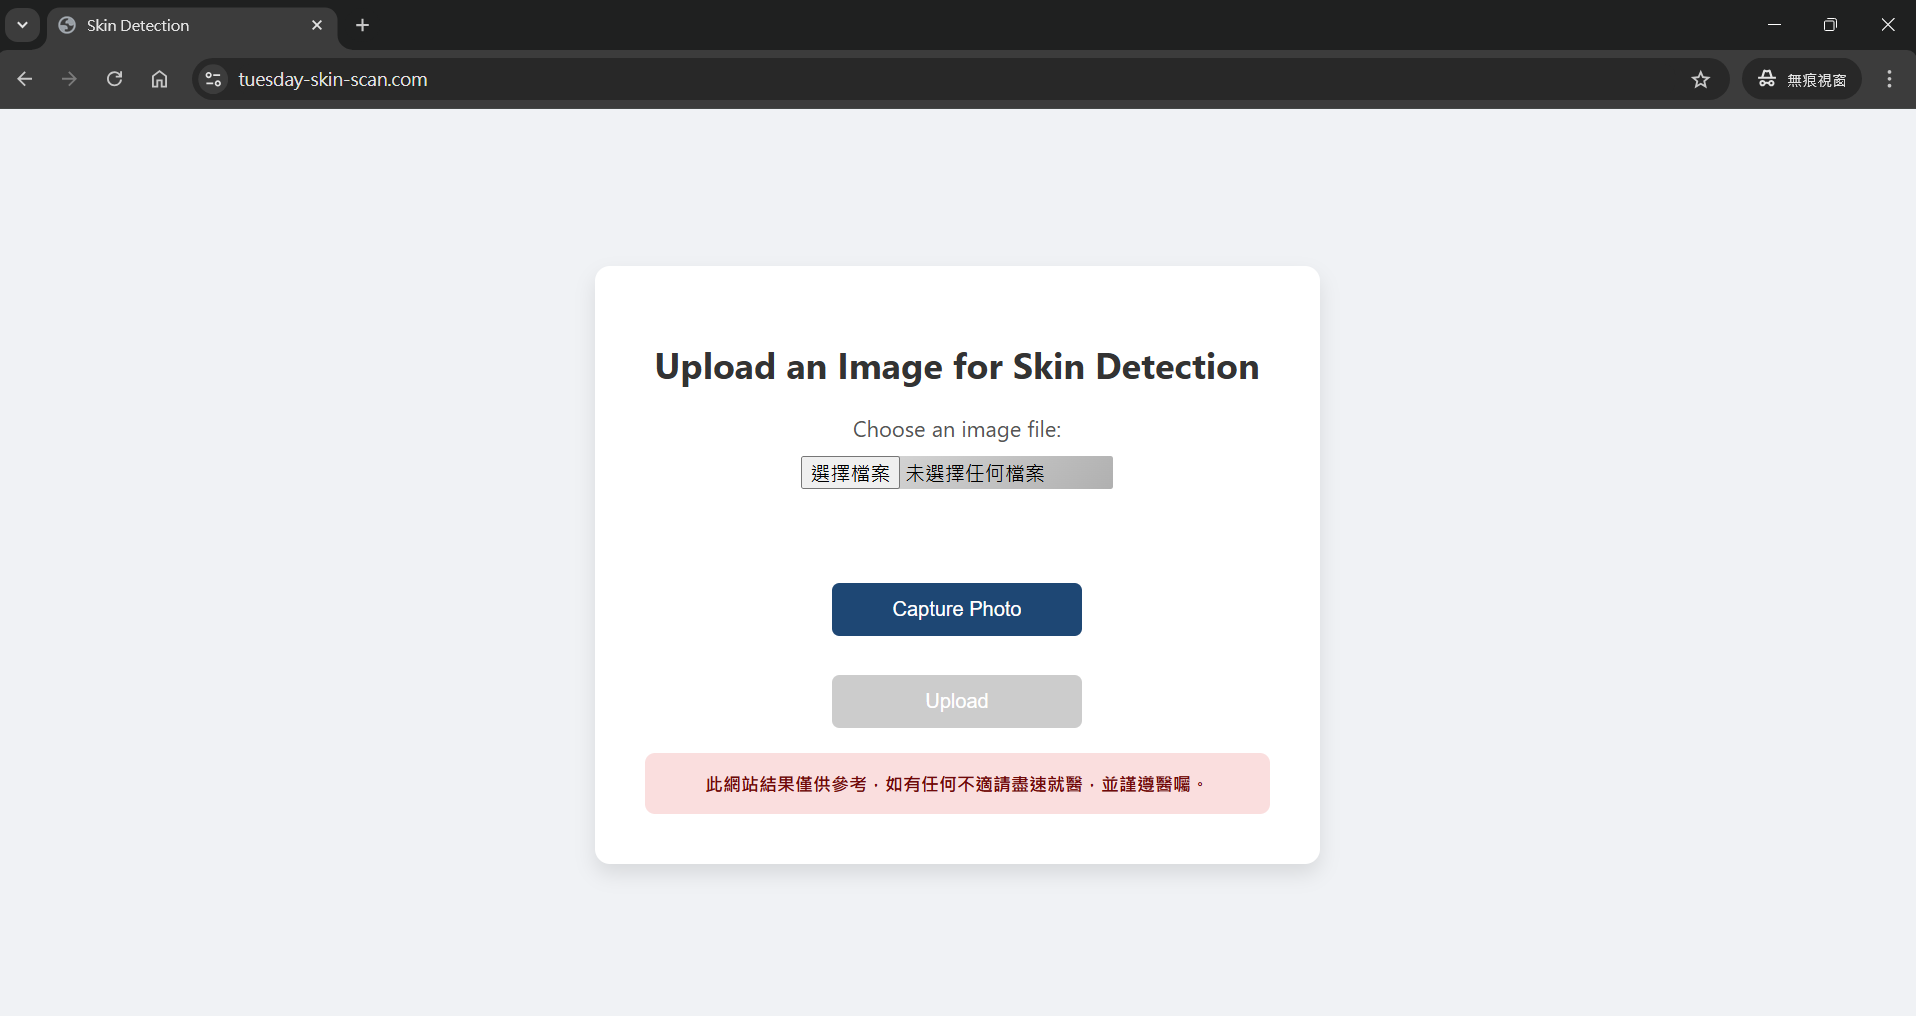 Skin Detection
tuesday-skin-scan.com
無痕視窗
Upload an Image for Skin Detection
Choose an image file:
選擇檔案 未選擇任何檔案
Capture Photo
Upload
此網站結果僅供參考，如有任何不適請盡速就醫，並謹遵醫囑。